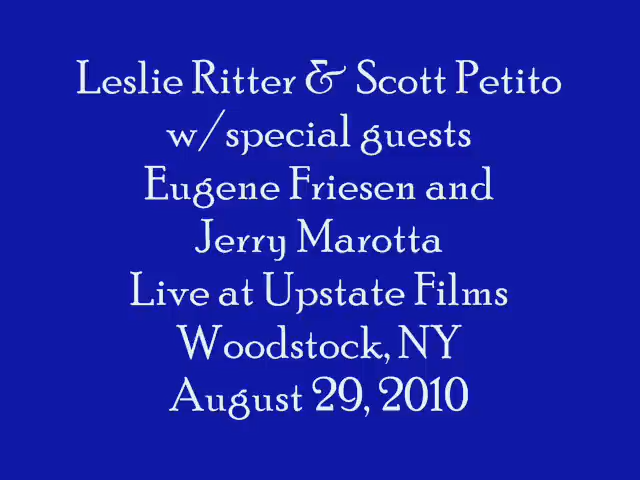 Leslie Ritter & Scott Petito
w/special guests
Eugene Friesen and
Jerry Marotta
Live at Upstate Films
Woodstock, NY
August 29, 2010